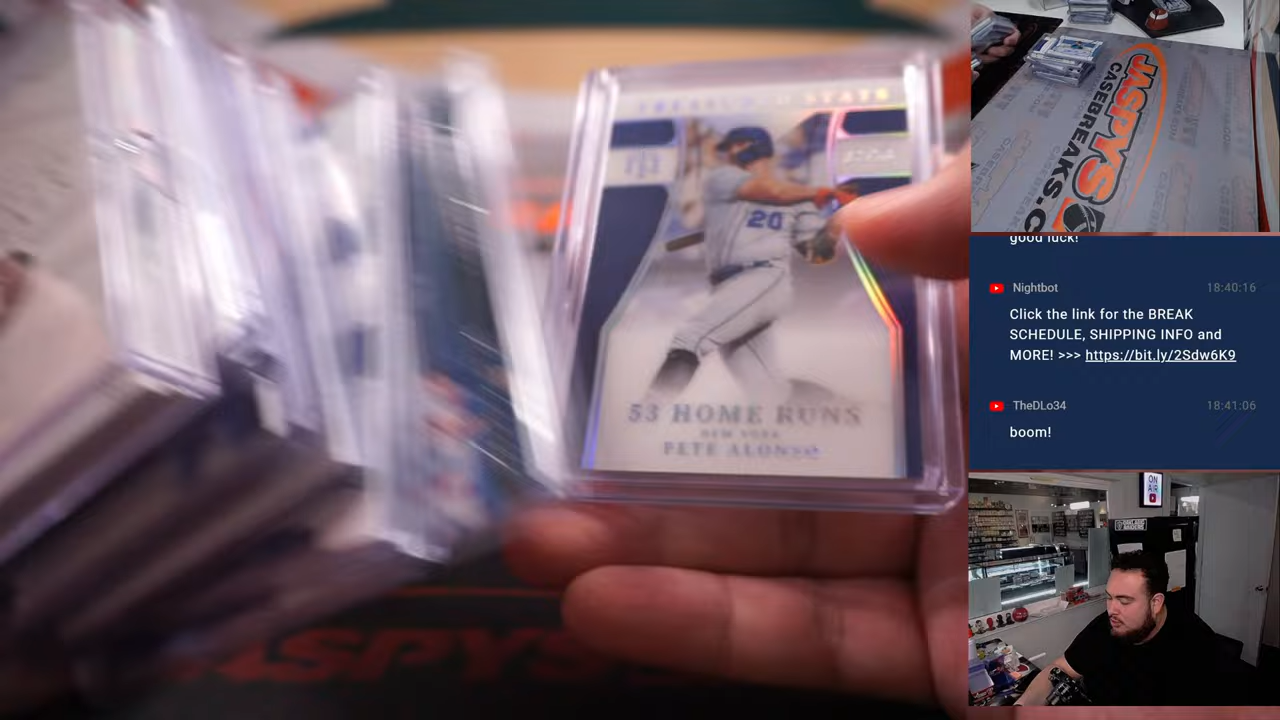 STATS
20
53 HOME RUNS
NEW YORK
PETE ALONSO
JASPYS
JASPYS
CASEBREAKS.C
good luck!
Nightbot 18:40:16
Click the link for the BREAK
SCHEDULE, SHIPPING INFO and
MORE! >>> https://bit.ly/2Sdw6K9
TheDLo34 18:41:06
boom!
ON
AIR